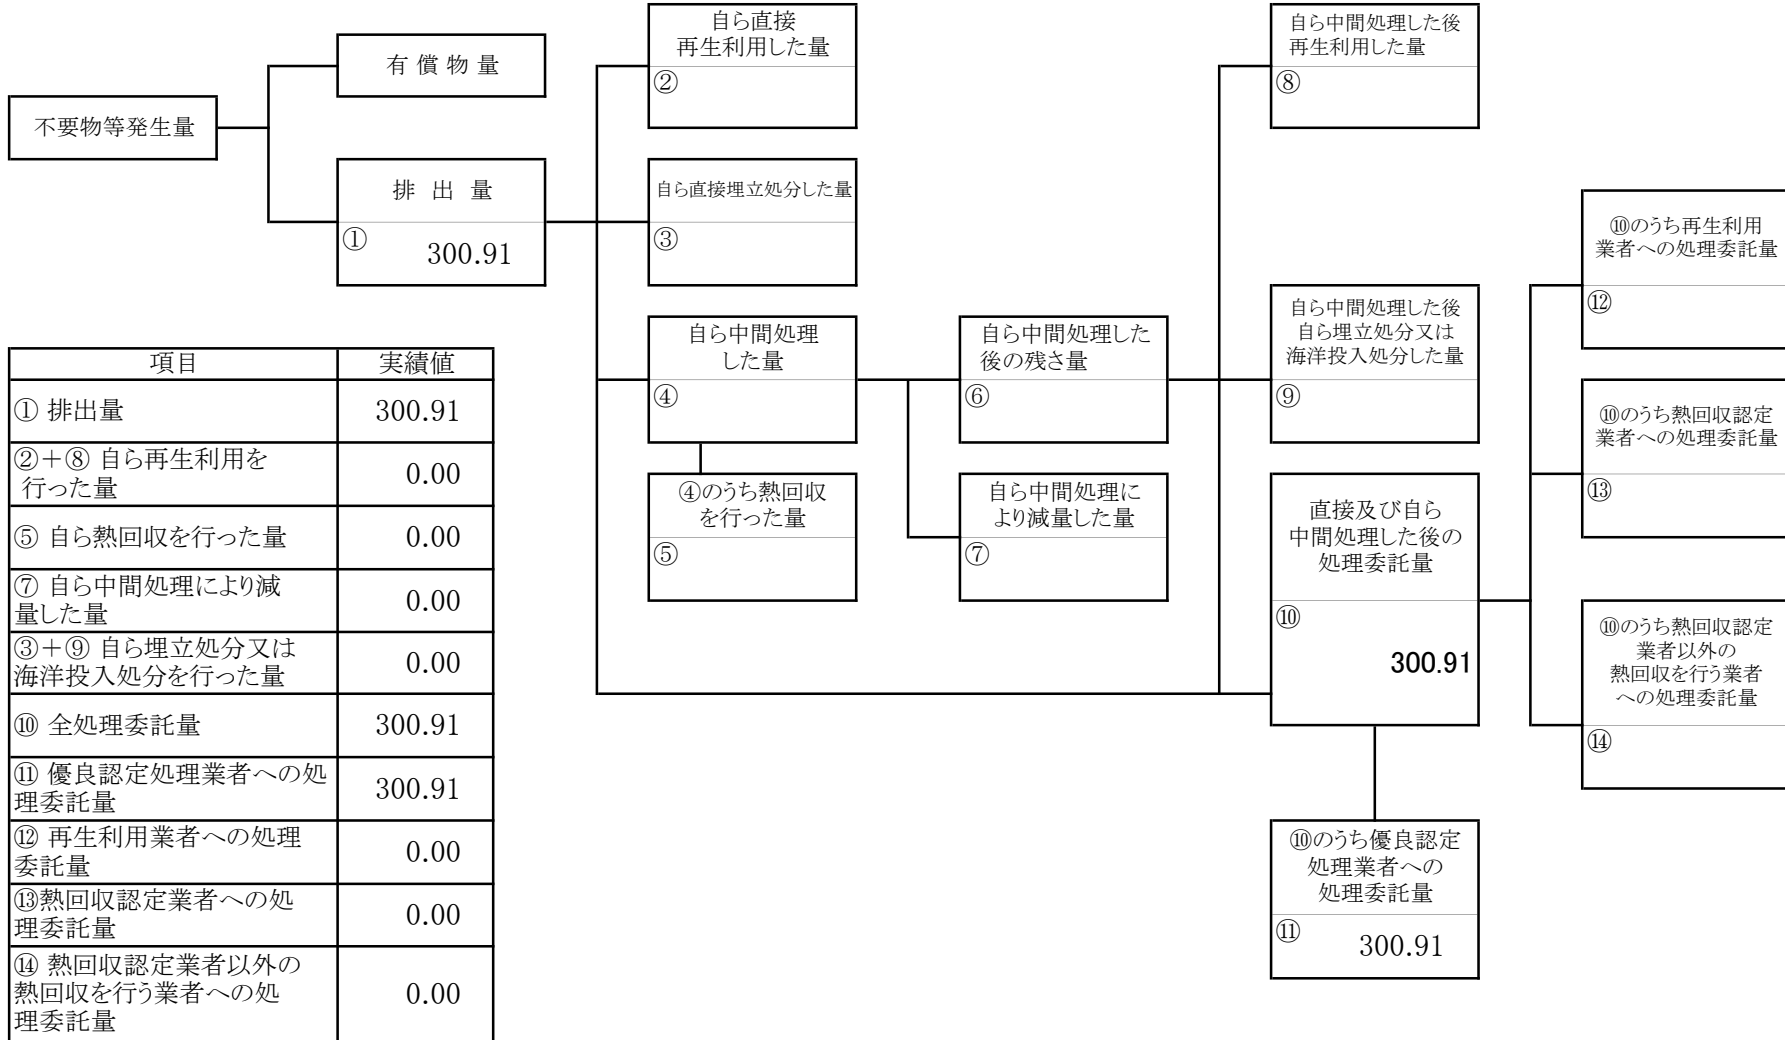 不要物等発生量
有 償 物 量
排 出 量
①
300.91
自ら直接
再生利用した量
②
自ら直接埋立処分した量
③
自ら中間処理
した量
④
④のうち熱回収
を行った量
⑤
自ら中間処理した
後の残さ量
⑥
自ら中間処理に
より減量した量
⑦
自ら中間処理した後
再生利用した量
⑧
自ら中間処理した後
自ら埋立処分又は
海洋投入処分した量
⑨
直接及び自ら
中間処理した後の
処理委託量
⑩
300.91
⑩のうち優良認定
処理業者への
処理委託量
⑪
300.91
⑩のうち再生利用
業者への処理委託量
⑫
⑩のうち熱回収認定
業者への処理委託量
⑬
⑩のうち熱回収認定
業者以外の
熱回収を行う業者
への処理委託量
⑭
項目 実績値
① 排出量 300.91
②＋⑧ 自ら再生利用を
行った量 0.00
⑤ 自ら熱回収を行った量 0.00
⑦ 自ら中間処理により減
量した量 0.00
③＋⑨ 自ら埋立処分又は
海洋投入処分を行った量 0.00
⑩ 全処理委託量 300.91
⑪ 優良認定処理業者への処
理委託量 300.91
⑫ 再生利用業者への処理
委託量 0.00
⑬熱回収認定業者への処
理委託量 0.00
⑭ 熱回収認定業者以外の
熱回収を行う業者への処
理委託量 0.00